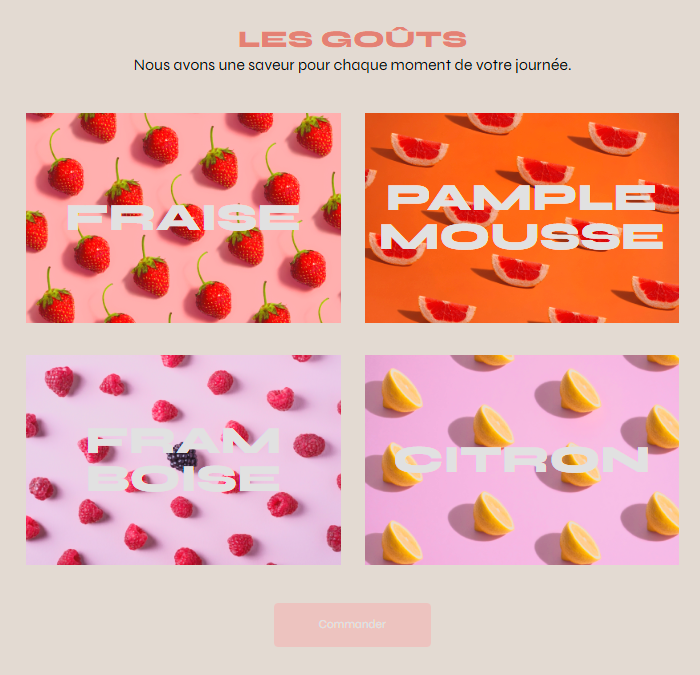 LES GOÛTS
Nous avons une saveur pour chaque moment de votre journée.
FRAISE
PAMPLE
MOUSSE
FRAM
BOISE
CITRON
Commander